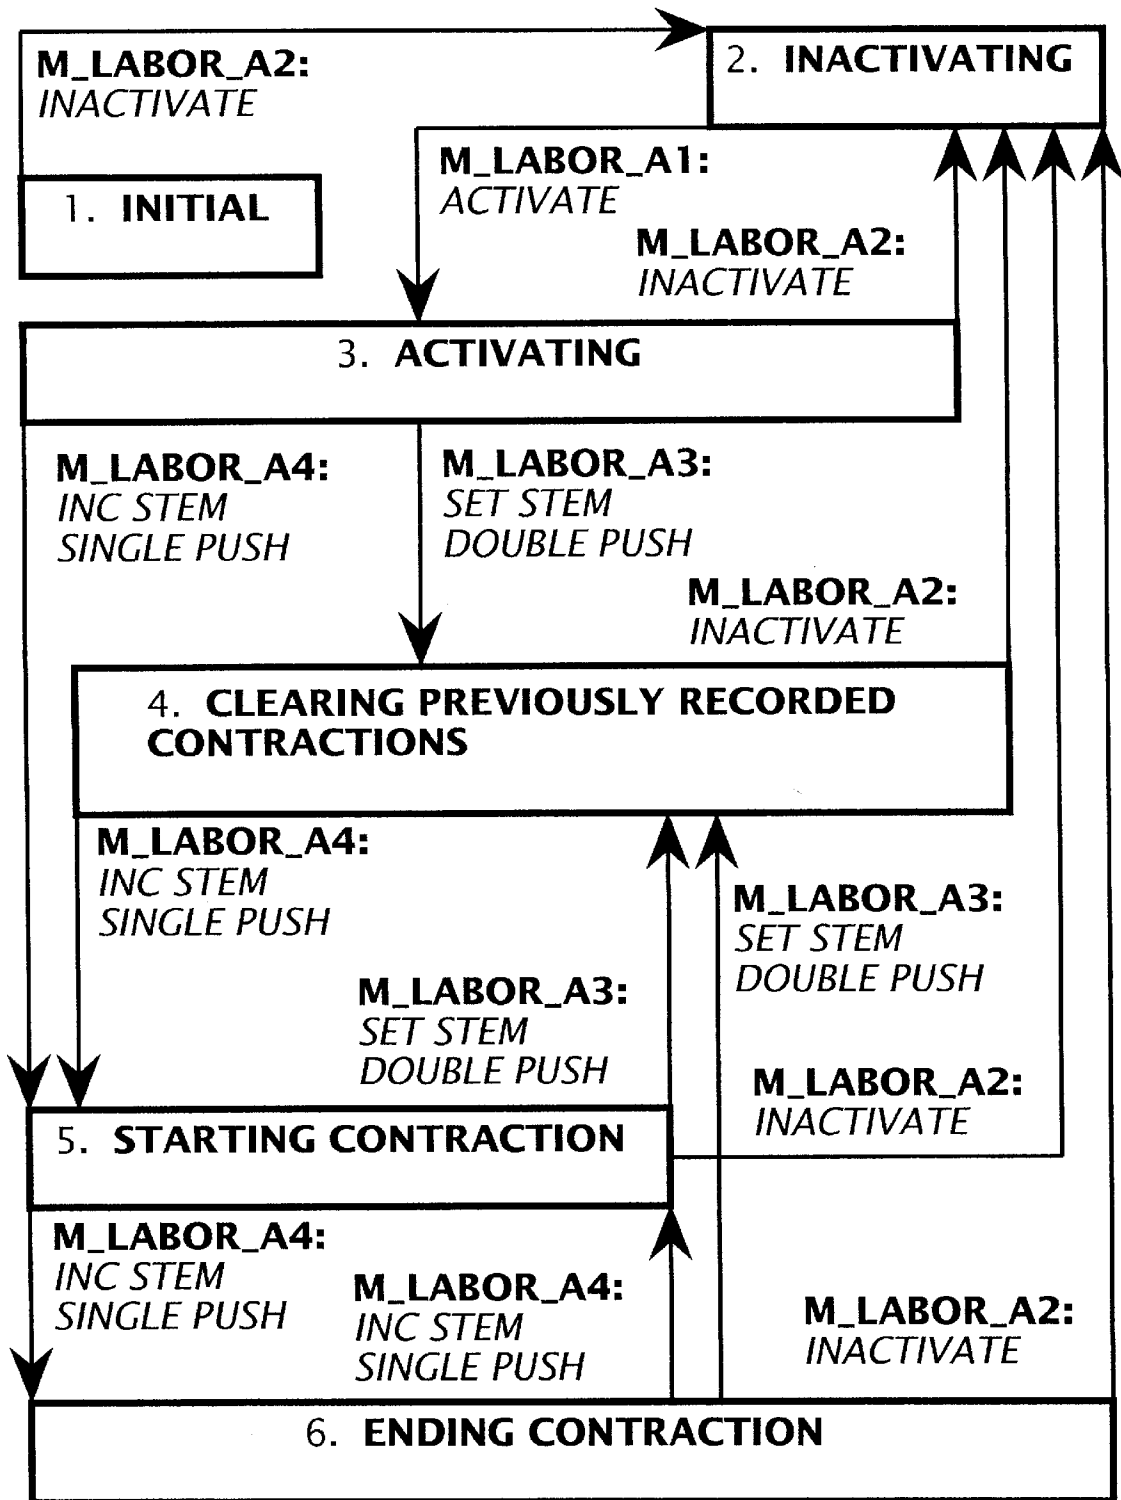 M_LABOR_A2:
INACTIVATE
2. INACTIVATING
M_LABOR_A1:
ACTIVATE
1. INITIAL
M_LABOR_A2:
INACTIVATE
3. ACTIVATING
M_LABOR_A4:
INC STEM
SINGLE PUSH
M_LABOR_A3:
SET STEM
DOUBLE PUSH
M_LABOR_A2:
INACTIVATE
4. CLEARING PREVIOUSLY RECORDED
CONTRACTIONS
M_LABOR_A4:
INC STEM
SINGLE PUSH
M_LABOR_A3:
SET STEM
DOUBLE PUSH
M_LABOR_A3:
SET STEM
DOUBLE PUSH
M_LABOR_A2:
INACTIVATE
5. STARTING CONTRACTION
M_LABOR_A4:
INC STEM
SINGLE PUSH
M_LABOR_A4:
INC STEM
SINGLE PUSH
M_LABOR_A2:
INACTIVATE
6. ENDING CONTRACTION